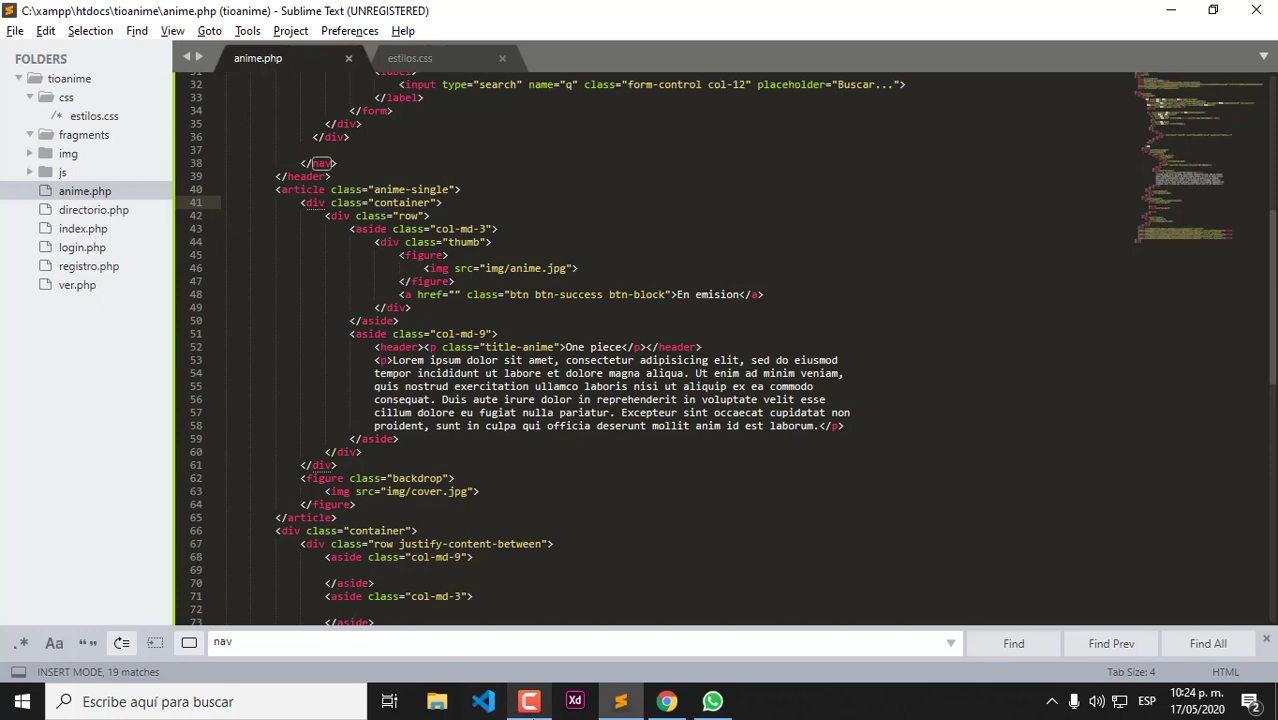 C:\xampp\htdocs\tioanime\anime.php (tioanime) - Sublime Text (UNREGISTERED)
File Edit Selection Find View Goto Tools Project Preferences Help
FOLDERS
tioanime
css
/* estilos.css
fragments
img
js
anime.php
directorio.php
index.php
login.php
registro.php
ver.php
anime.php estilos.css
32 <input type="search" name="q" class="form-control col-12" placeholder="Buscar...">
33 </label>
34 </form>
35 </div>
36 </div>
37
38 </nav>
39 </header>
40 <article class="anime-single">
41 <div class="container">
42 <div class="row">
43 <aside class="col-md-3">
44 <div class="thumb">
45 <figure>
46 <img src="img/anime.jpg">
47 </figure>
48 <a href="" class="btn btn-success btn-block">En emision</a>
49 </div>
50 </aside>
51 <aside class="col-md-9">
52 <header><p class="title-anime">One piece</p></header>
53 <p>Lorem ipsum dolor sit amet, consectetur adipisicing elit, sed do eiusmod
54 tempor incididunt ut labore et dolore magna aliqua. Ut enim ad minim veniam,
55 quis nostrud exercitation ullamco laboris nisi ut aliquip ex ea commodo
56 consequat. Duis aute irure dolor in reprehenderit in voluptate velit esse
57 cillum dolore eu fugiat nulla pariatur. Excepteur sint occaecat cupidatat non
58 proident, sunt in culpa qui officia deserunt mollit anim id est laborum.</p>
59 </aside>
60 </div>
61 </div>
62 <figure class="backdrop">
63 <img src="img/cover.jpg">
64 </figure>
65 </article>
66 <div class="container">
67 <div class="row justify-content-between">
68 <aside class="col-md-9">
69
70 </aside>
71 <aside class="col-md-3">
72
73 </aside>
.* Aa “ ” nav Find Find Prev Find All
INSERT MODE, 19 matches Tab Size: 4 HTML
Escribe aquí para buscar
Xd
ESP
10:24 p. m.
17/05/2020
2